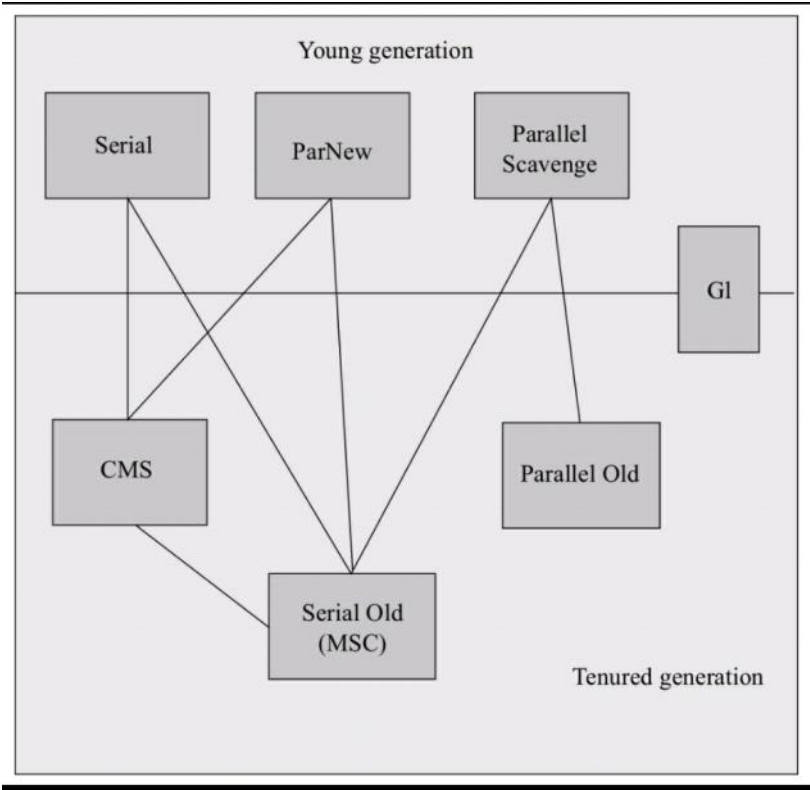 Young generation
Serial
ParNew
Parallel
Scavenge
Gl
CMS
Parallel Old
Serial Old
(MSC)
Tenured generation